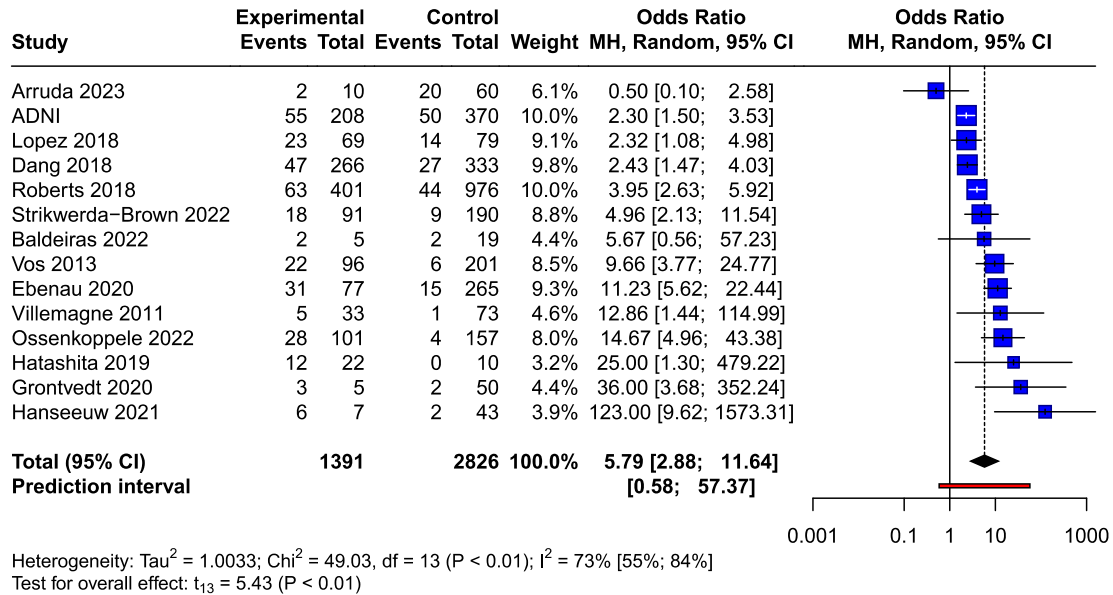 Experimental Control Odds Ratio Odds Ratio
Study Events Total Events Total Weight MH, Random, 95% CI MH, Random, 95% CI
Arruda 2023 2 10 20 60 6.1% 0.50 [0.10; 2.58]
ADNI 55 208 50 370 10.0% 2.30 [1.50; 3.53]
Lopez 2018 23 69 14 79 9.1% 2.32 [1.08; 4.98]
Dang 2018 47 266 27 333 9.8% 2.43 [1.47; 4.03]
Roberts 2018 63 401 44 976 10.0% 3.95 [2.63; 5.92]
Strikwerda−Brown 2022 18 91 9 190 8.8% 4.96 [2.13; 11.54]
Baldeiras 2022 2 5 2 19 4.4% 5.67 [0.56; 57.23]
Vos 2013 22 96 6 201 8.5% 9.66 [3.77; 24.77]
Ebenau 2020 31 77 15 265 9.3% 11.23 [5.62; 22.44]
Villemagne 2011 5 33 1 73 4.6% 12.86 [1.44; 114.99]
Ossenkoppele 2022 28 101 4 157 8.0% 14.67 [4.96; 43.38]
Hatashita 2019 12 22 0 10 3.2% 25.00 [1.30; 479.22]
Grontvedt 2020 3 5 2 50 4.4% 36.00 [3.68; 352.24]
Hanseeuw 2021 6 7 2 43 3.9% 123.00 [9.62; 1573.31]
Total (95% CI) 1391 2826 100.0% 5.79 [2.88; 11.64]
Prediction interval [0.58; 57.37]
0.001 0.1 1 10 1000
Heterogeneity: Tau² = 1.0033; Chi² = 49.03, df = 13 (P < 0.01); I² = 73% [55%; 84%]
Test for overall effect: t₁₃ = 5.43 (P < 0.01)